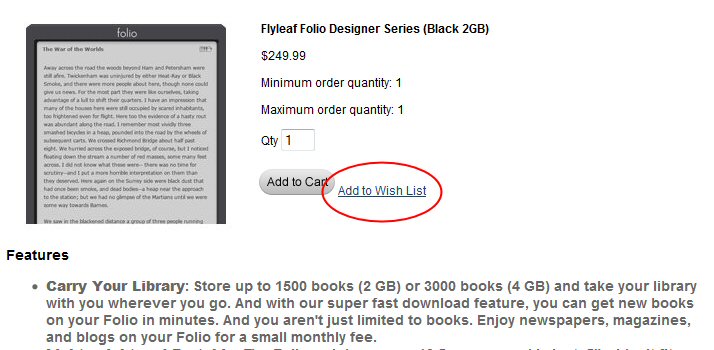 folio
The War of the Worlds
Away across the road the woods beyond Ham and Petersham were
still afire. Twickenham was uninjured by either Heat-Ray or Black
Smoke, and there were more people about here, though none could
give us news. For the most part they were like ourselves, taking
advantage of a lull to shift their quarters. I have an impression that
many of the houses here were still occupied by scared inhabitants,
too frightened even for flight. Here too the evidence of a hasty rout
was abundant along the road. I remember most vividly three
smashed bicycles in a heap, pounded into the road by the wheels of
subsequent carts. We crossed Richmond Bridge about half past
eight. We hurried across the exposed bridge, of course, but I noticed
floating down the stream a number of red masses, some many feet
across. I did not know what these were-- there was no time for
scrutiny--and I put a more horrible interpretation on them than
they deserved. Here again on the Surrey side were black dust that
had once been smoke, and dead bodies--a heap near the approach
to the station; but we had no glimpse of the Martians until we were
some way towards Barnes.
We saw in the blackened distance a group of three people running
Flyleaf Folio Designer Series (Black 2GB)
$249.99
Minimum order quantity: 1
Maximum order quantity: 1
Qty 1
Add to Cart Add to Wish List
Features
• Carry Your Library: Store up to 1500 books (2 GB) or 3000 books (4 GB) and take your library
with you wherever you go. And with our super fast download feature, you can get new books
on your Folio in minutes. And you aren't just limited to books. Enjoy newspapers, magazines,
and blogs on your Folio for a small monthly fee.